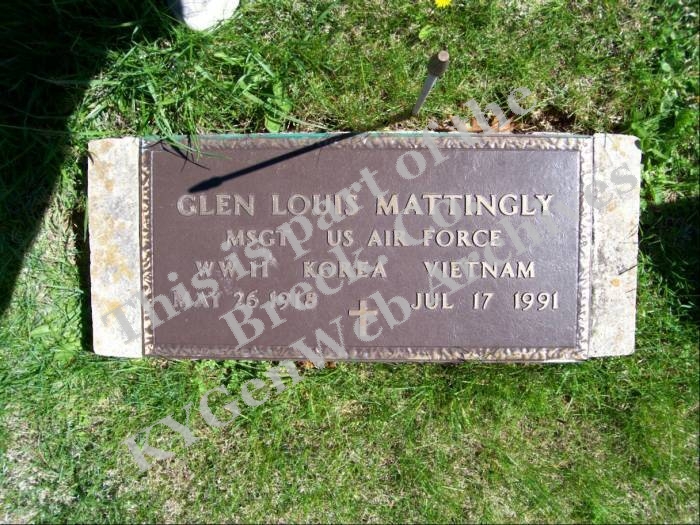 GLEN LOUIS MATTINGLY
MSGT US AIR FORCE
WW II KOREA VIETNAM
MAY 26 1918 JUL 17 1991
This is part of the
Breck. Co.
KYGenWeb Archives